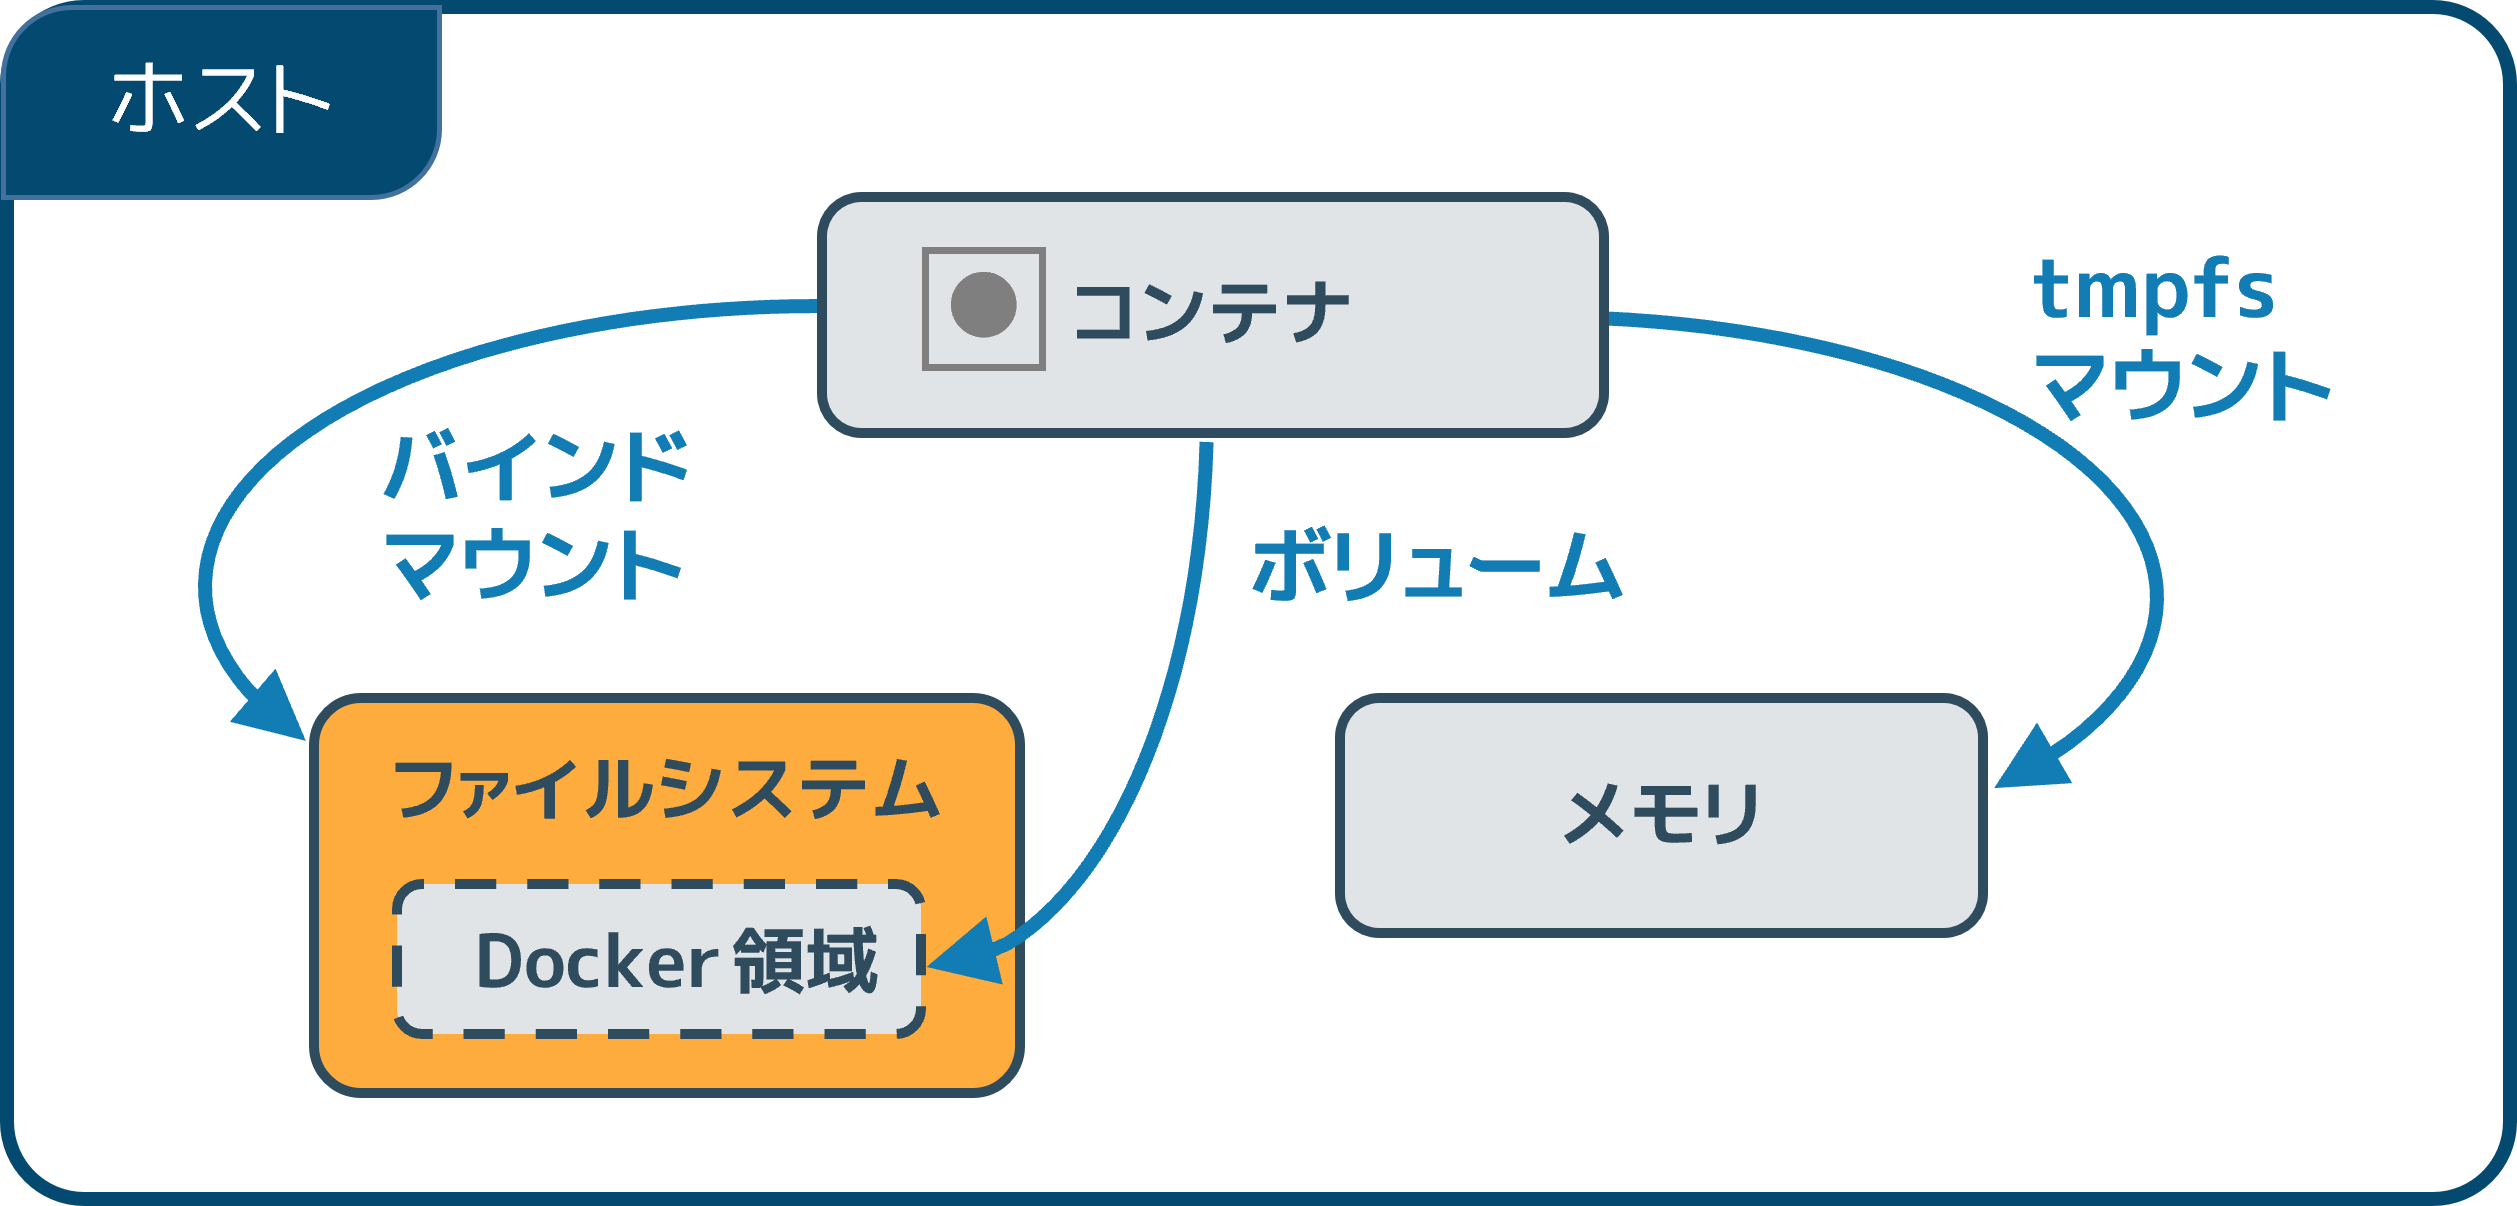 ホスト
コンテナ
tmpfs
マウント
バインド
マウント
ボリューム
ファイルシステム
メモリ
Docker 領域